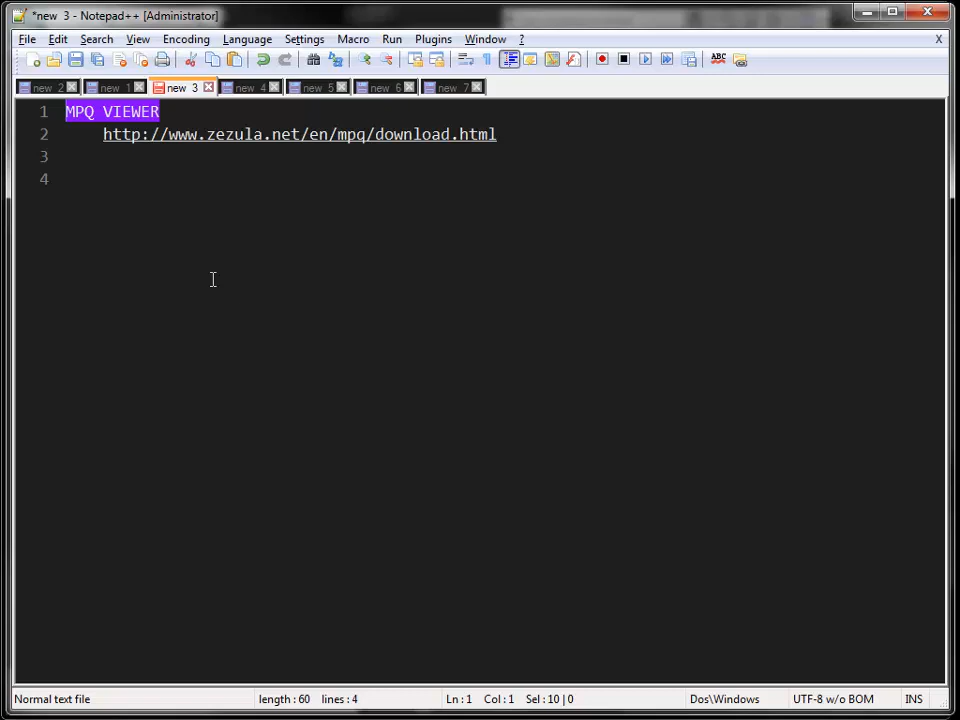 *new 3 - Notepad++ [Administrator]
File Edit Search View Encoding Language Settings Macro Run Plugins Window ? X
new 2 new 1 new 3 new 4 new 5 new 6 new 7
1 MPQ VIEWER
2 http://www.zezula.net/en/mpq/download.html
3
4
Normal text file length : 60 lines : 4 Ln : 1 Col : 1 Sel : 10 | 0 Dos\Windows UTF-8 w/o BOM INS